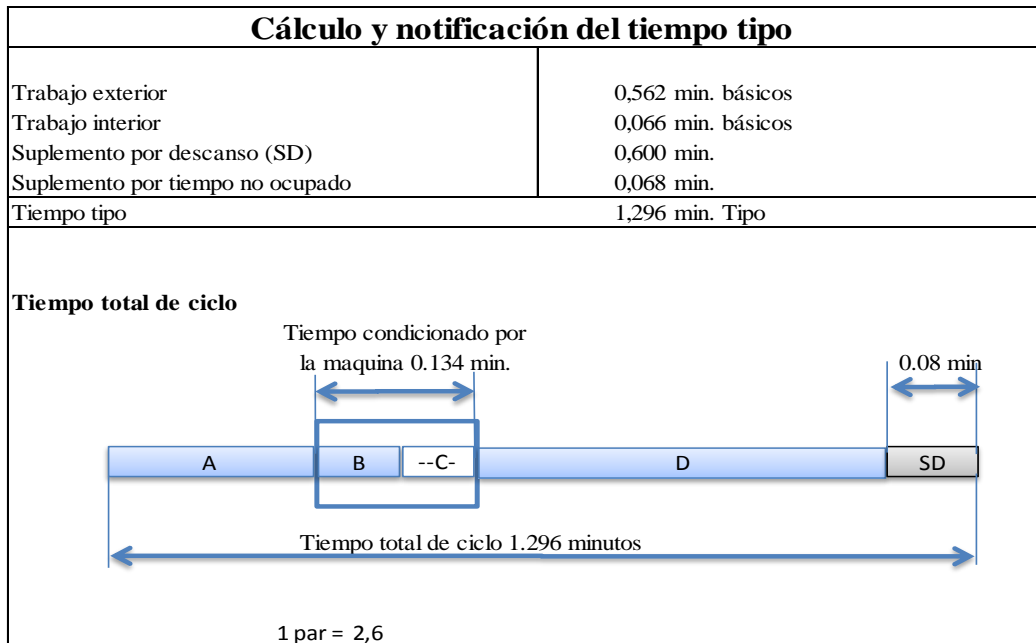 Cálculo y notificación del tiempo tipo
Trabajo exterior 0,562 min. básicos
Trabajo interior 0,066 min. básicos
Suplemento por descanso (SD) 0,600 min.
Suplemento por tiempo no ocupado 0,068 min.
Tiempo tipo 1,296 min. Tipo
Tiempo total de ciclo
Tiempo condicionado por
la maquina 0.134 min. 0.08 min
A B --C- D SD
Tiempo total de ciclo 1.296 minutos
1 par = 2,6